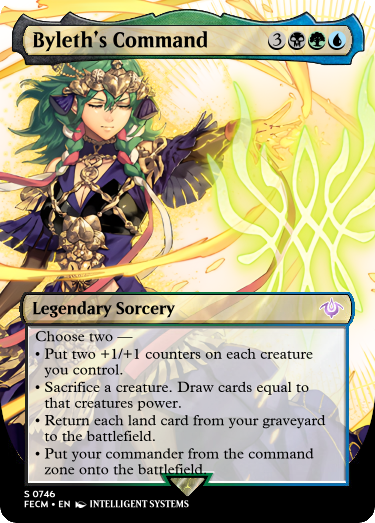 Byleth's Command 3
Legendary Sorcery
Choose two —
• Put two +1/+1 counters on each creature
you control.
• Sacrifice a creature. Draw cards equal to
that creatures power.
• Return each land card from your graveyard
to the battlefield.
• Put your commander from the command
zone onto the battlefield.
S 0746
FECM • EN INTELLIGENT SYSTEMS